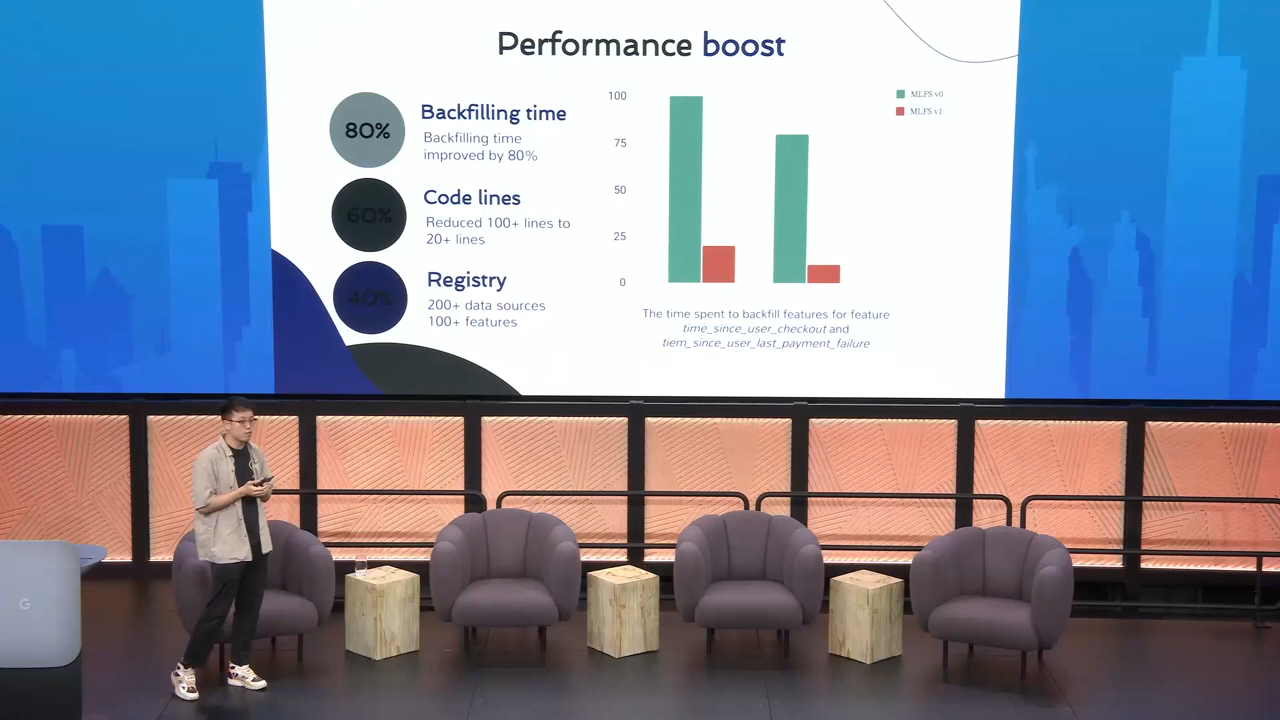 Performance boost
80%
Backfilling time
Backfilling time
improved by 80%
60%
Code lines
Reduced 100+ lines to
20+ lines
40%
Registry
200+ data sources
100+ features
100
75
50
25
0
MLFS v0
MLFS v1
The time spent to backfill features for feature
time_since_user_checkout and
tiem_since_user_last_payment_failure
G